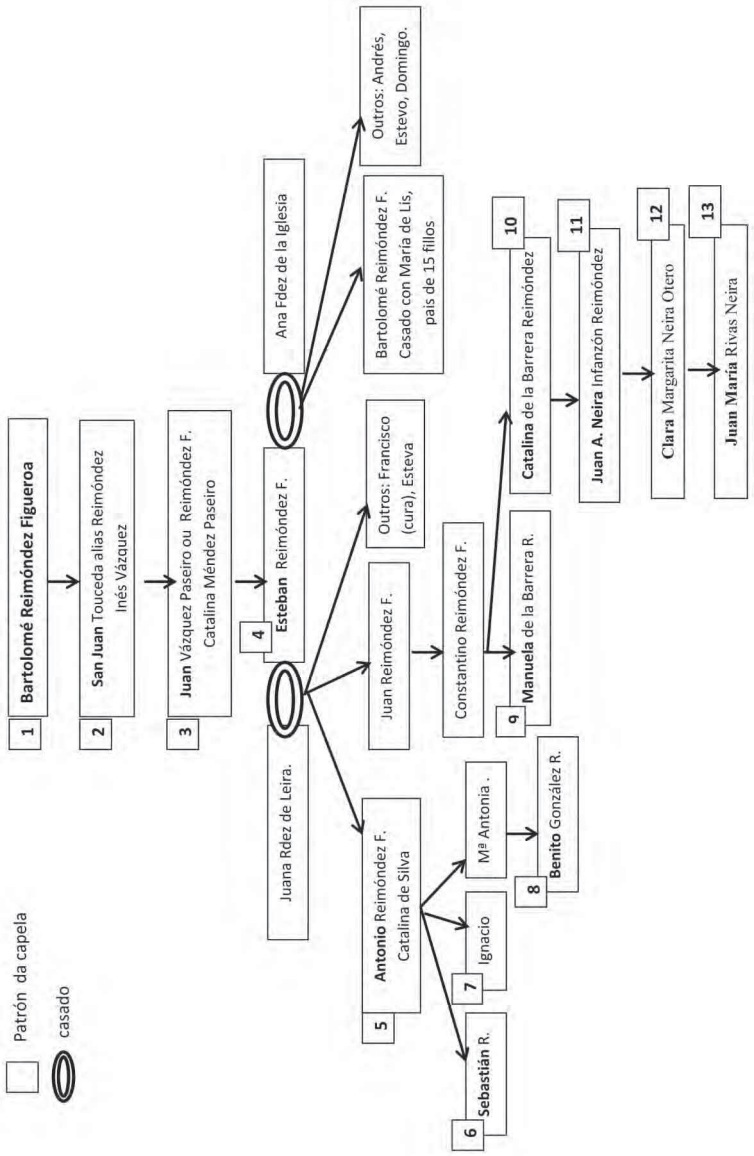 Patrón da capela
casado
1
Bartolomé Reimóndez Figueroa
2
San Juan Touceda alias Reimóndez
Inés Vázquez
3
Juan Vázquez Paseiro ou Reimóndez F.
Catalina Méndez Paseiro
Juana Rdez de Leira.
4
Esteban Reimóndez F.
Ana Fdez de la Iglesia
5
Antonio Reimóndez F.
Catalina de Silva
Juan Reimóndez F.
Outros: Francisco
(cura), Esteva
Bartolomé Reimóndez F.
Casado con María de Lis,
pais de 15 fillos
Outros: Andrés,
Estevo, Domingo.
6
Sebastián R.
7
Ignacio
Mª Antonia .
Constantino Reimóndez F.
8
Benito González R.
9
Manuela de la Barrera R.
10
Catalina de la Barrera Reimóndez
11
Juan A. Neira Infanzón Reimóndez
12
Clara Margarita Neira Otero
13
Juan María Rivas Neira